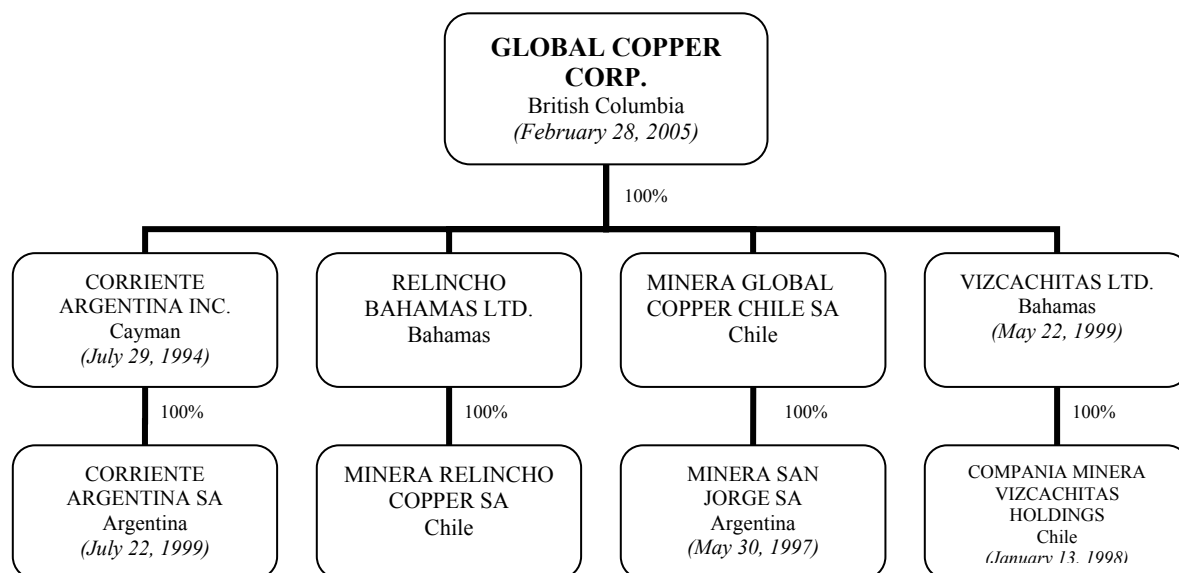 GLOBAL COPPER
CORP.
British Columbia
(February 28, 2005)
100%
CORRIENTE
ARGENTINA INC.
Cayman
(July 29, 1994)
RELINCHO
BAHAMAS LTD.
Bahamas
MINERA GLOBAL
COPPER CHILE SA
Chile
VIZCACHITAS LTD.
Bahamas
(May 22, 1999)
100%
100%
100%
100%
CORRIENTE
ARGENTINA SA
Argentina
(July 22, 1999)
MINERA RELINCHO
COPPER SA
Chile
MINERA SAN
JORGE SA
Argentina
(May 30, 1997)
COMPANIA MINERA
VIZCACHITAS
HOLDINGS
Chile
(January 13, 1998)